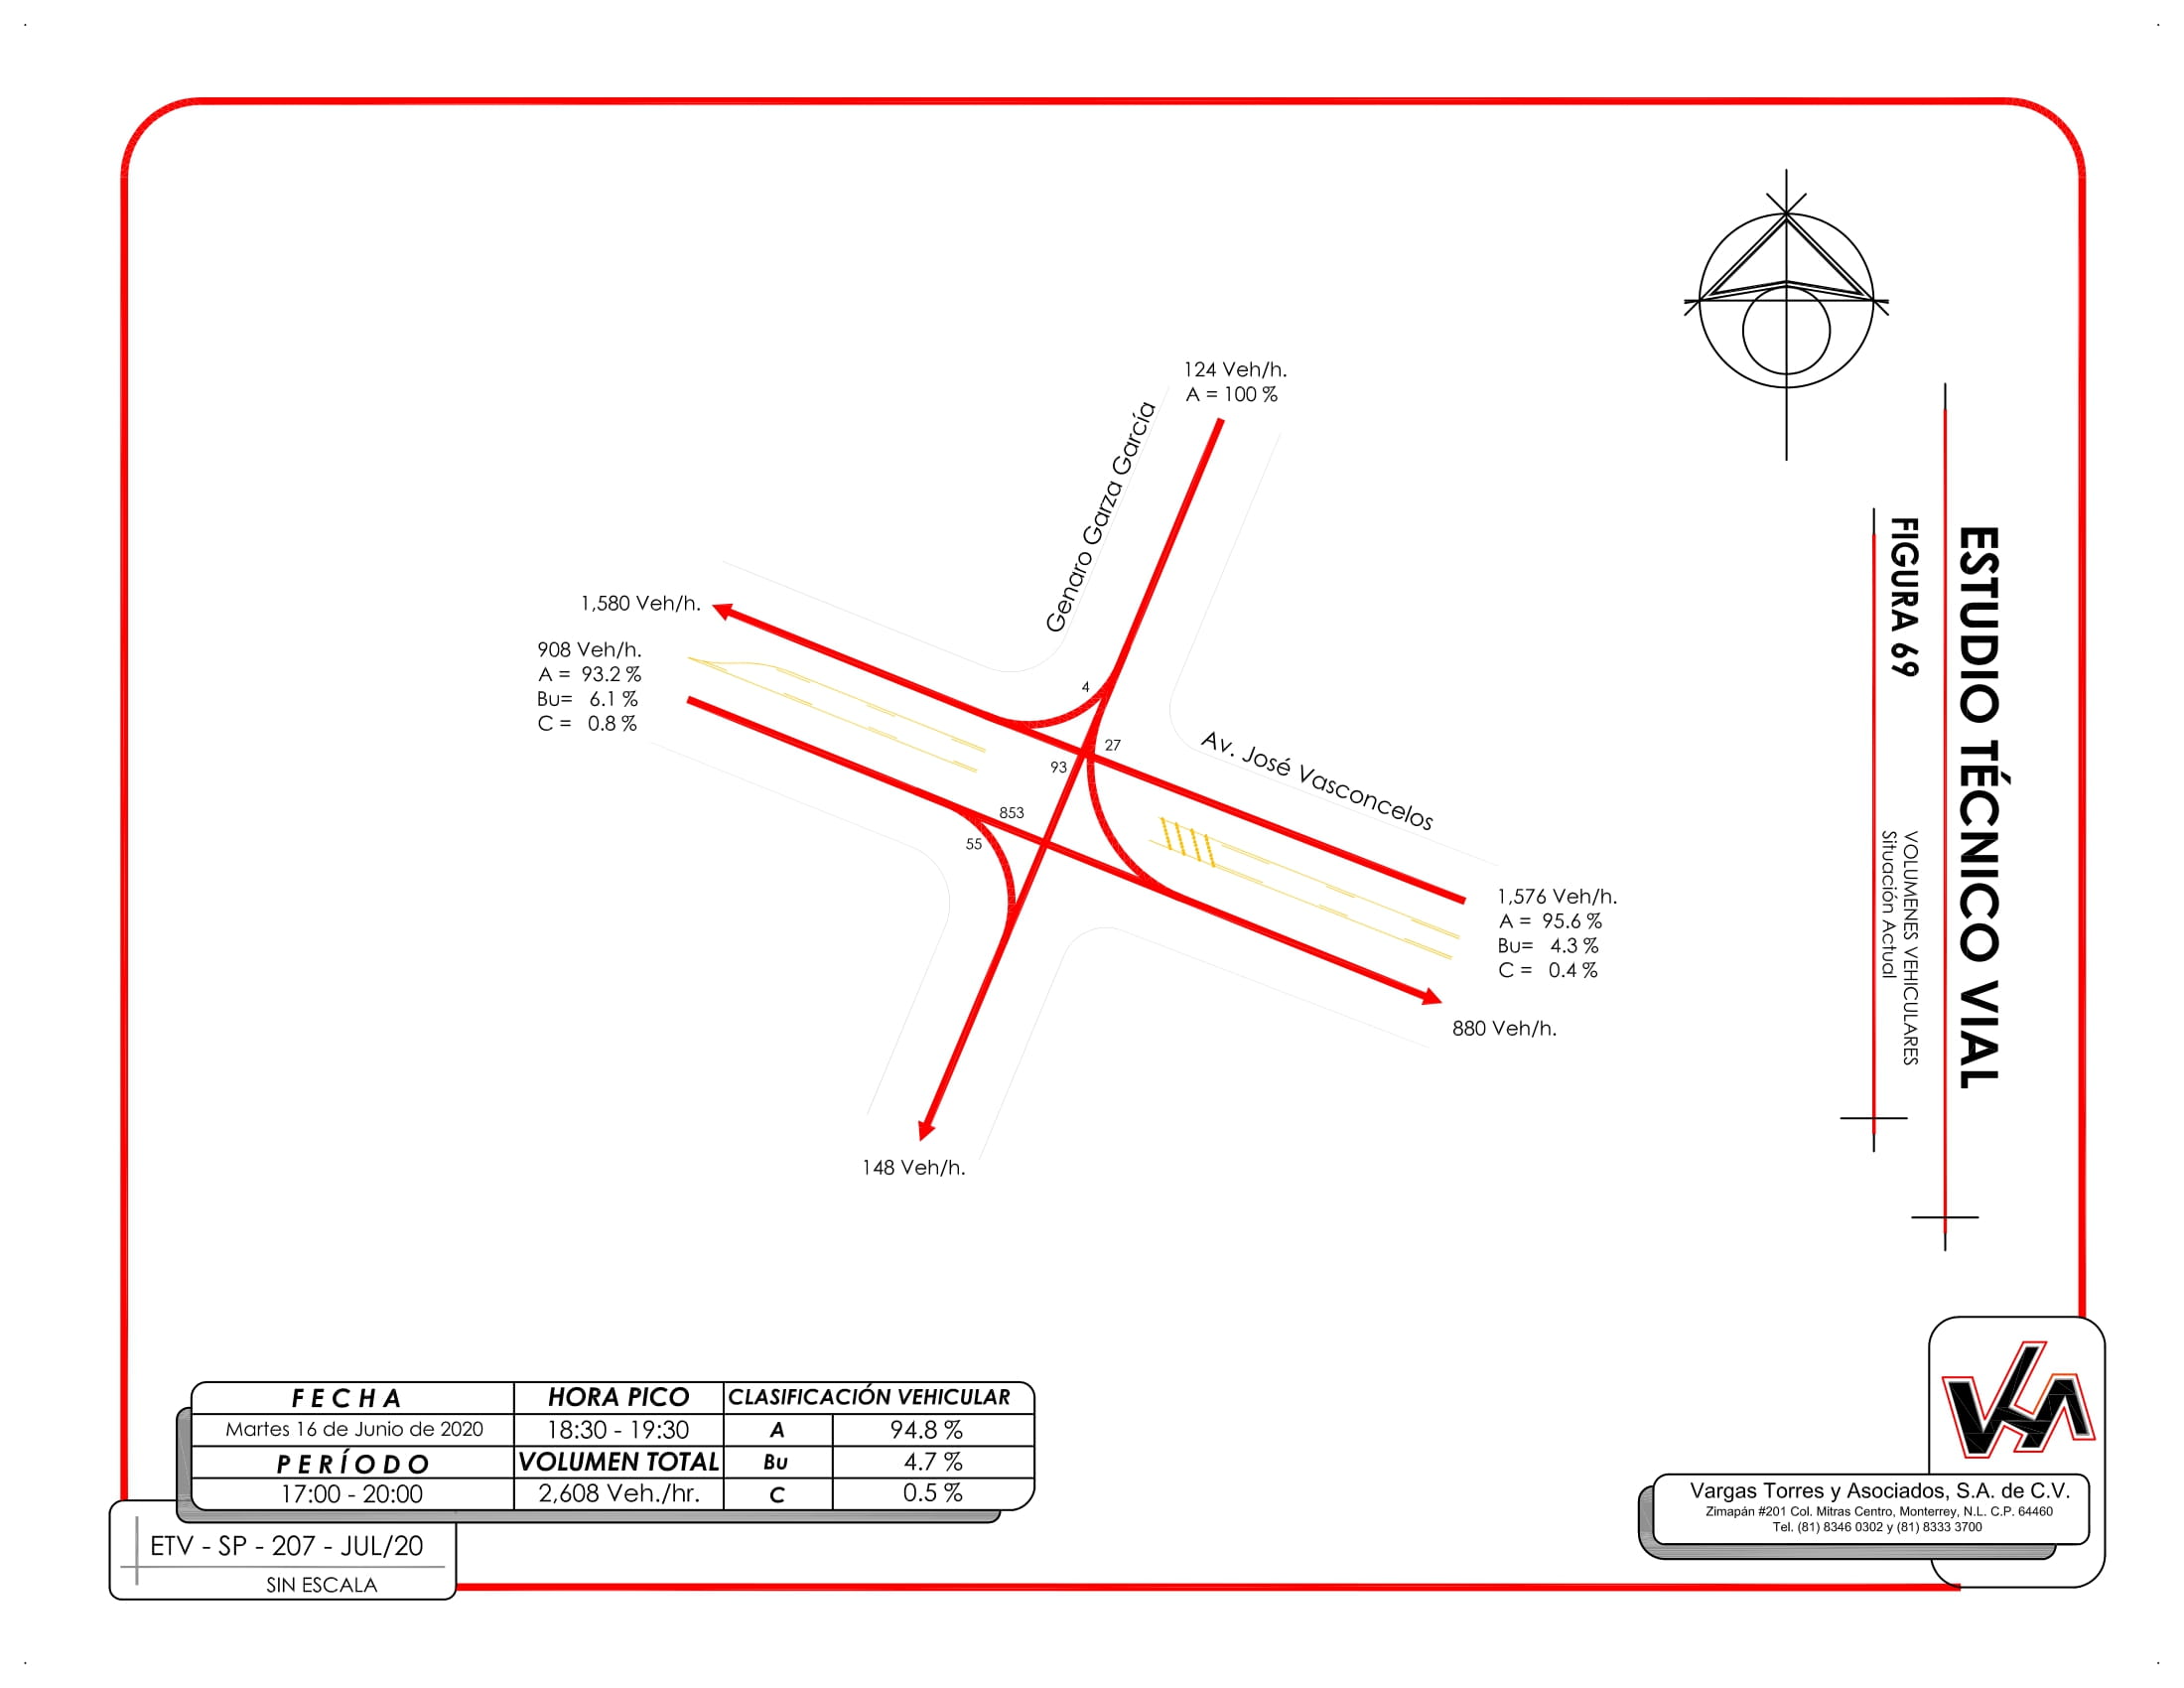 124 Veh/h.
A = 100 %
Genaro Garza García
1,580 Veh/h.
908 Veh/h.
A = 93.2 %
Bu= 6.1 %
C = 0.8 %
4
27
93
853
55
Av. José Vasconcelos
1,576 Veh/h.
A = 95.6 %
Bu= 4.3 %
C = 0.4 %
880 Veh/h.
148 Veh/h.
ESTUDIO TÉCNICO VIAL
FIGURA 69
VOLUMENES VEHICULARES
Situación Actual
FECHA HORA PICO CLASIFICACIÓN VEHICULAR
Martes 16 de Junio de 2020 18:30 - 19:30 A 94.8 %
PERÍODO VOLUMEN TOTAL Bu 4.7 %
17:00 - 20:00 2,608 Veh./hr. C 0.5 %
ETV - SP - 207 - JUL/20
SIN ESCALA
Vargas Torres y Asociados, S.A. de C.V.
Zimapán #201 Col. Mitras Centro, Monterrey, N.L. C.P. 64460
Tel. (81) 8346 0302 y (81) 8333 3700